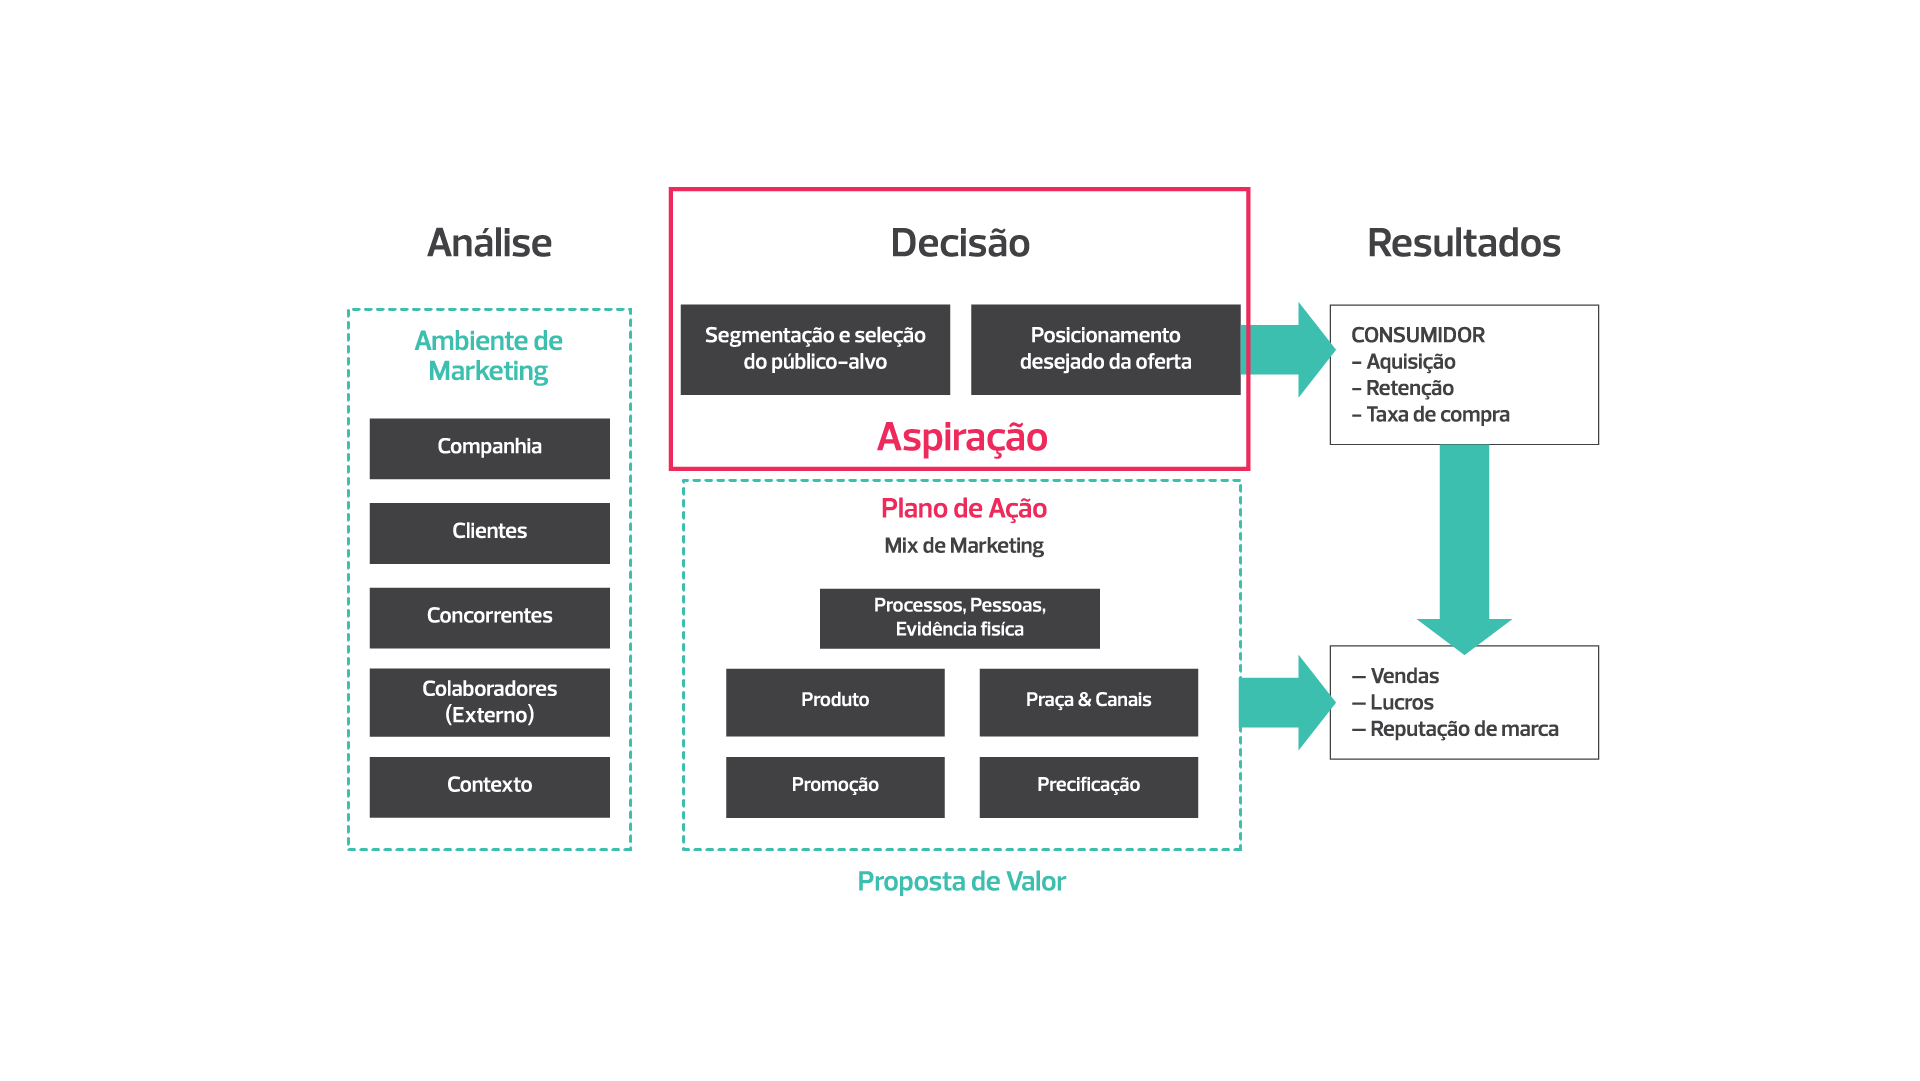 Análise
Ambiente de
Marketing
Companhia
Clientes
Concorrentes
Colaboradores
(Externo)
Contexto
Decisão
Segmentação e seleção
do público-alvo
Posicionamento
desejado da oferta
Aspiração
Plano de Ação
Mix de Marketing
Processos, Pessoas,
Evidência fisíca
Produto
Praça & Canais
Promoção
Precificação
Proposta de Valor
Resultados
CONSUMIDOR
- Aquisição
- Retenção
- Taxa de compra
– Vendas
– Lucros
– Reputação de marca